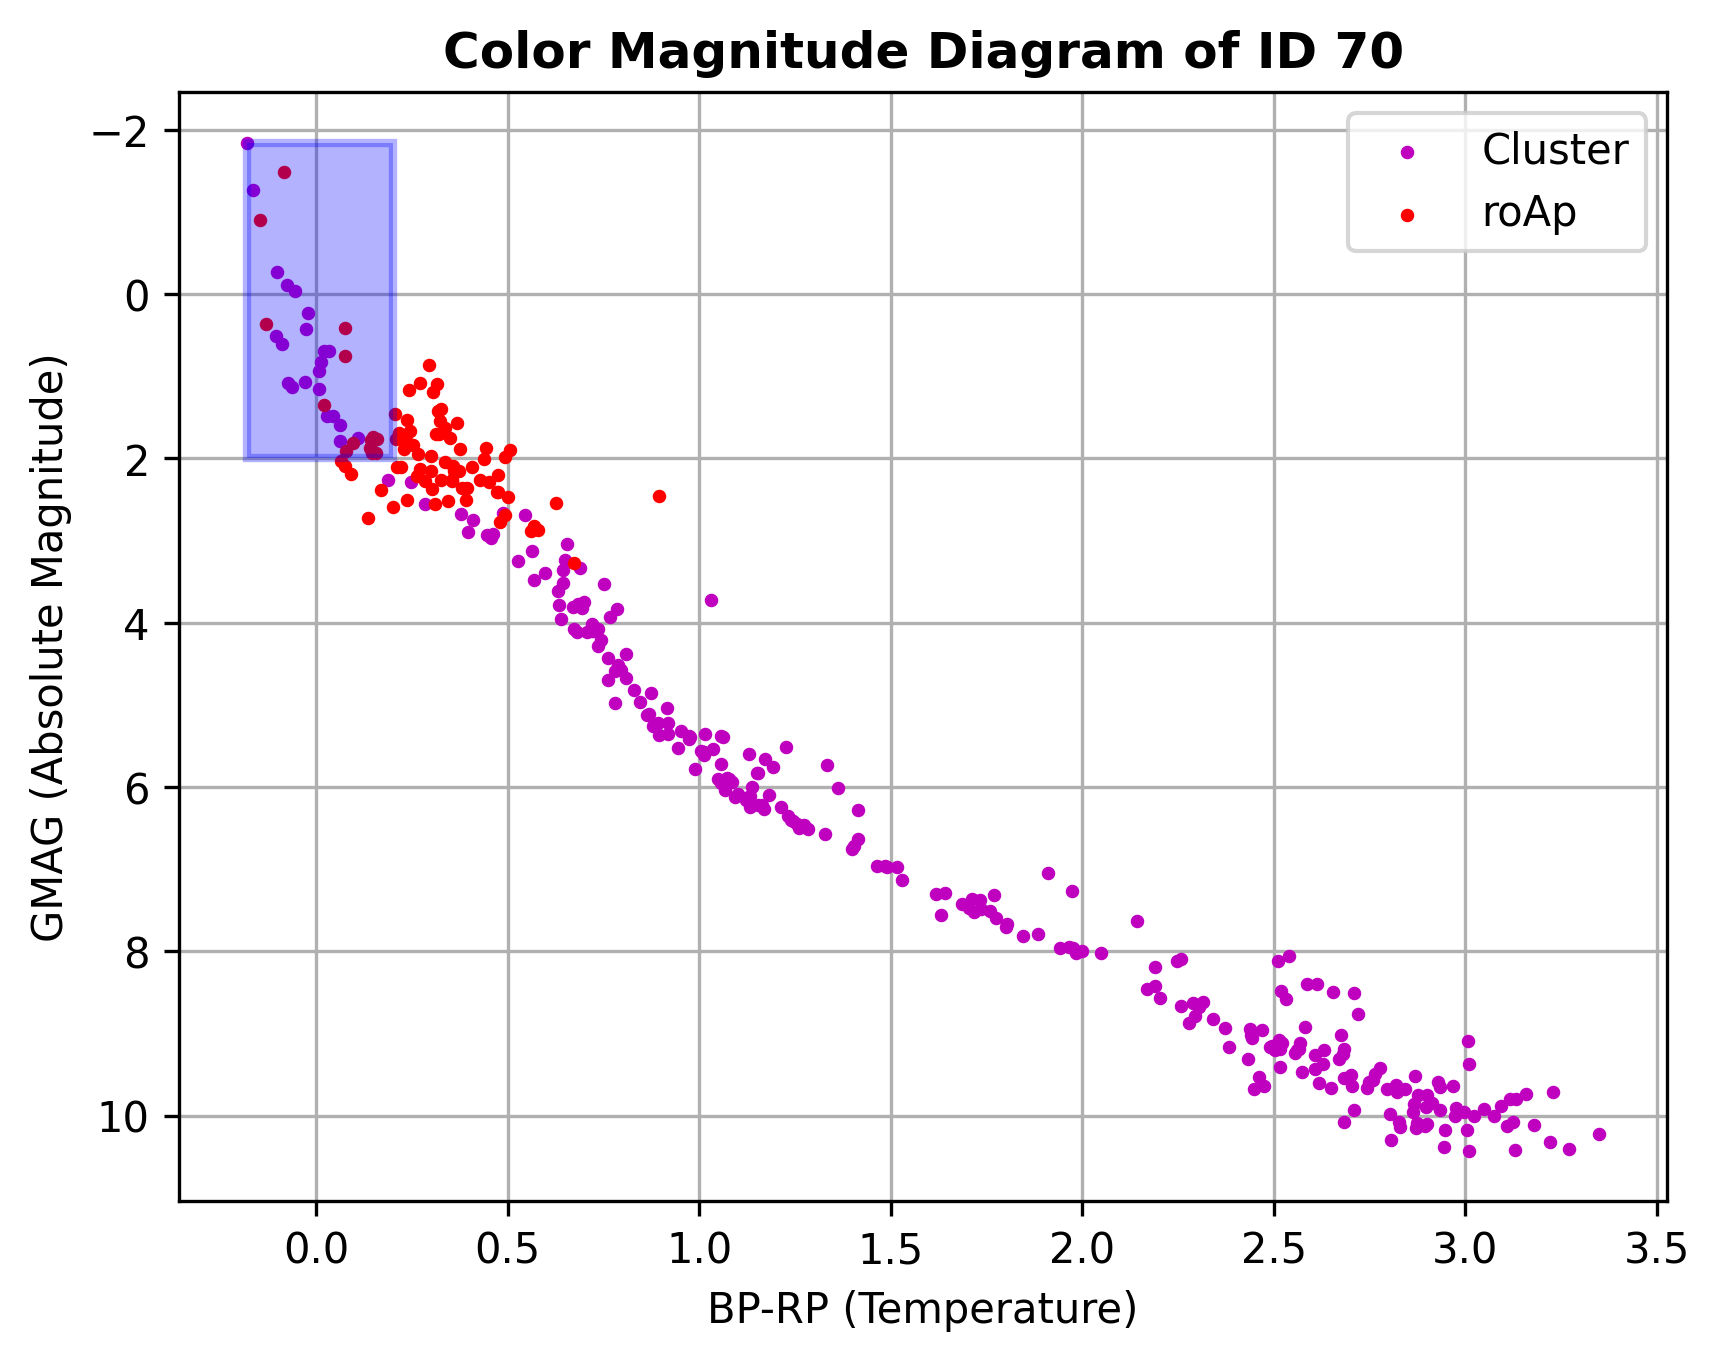 Color Magnitude Diagram of ID 70
Cluster
roAp
−2
0
2
4
6
8
10
GMAG (Absolute Magnitude)
0.0 0.5 1.0 1.5 2.0 2.5 3.0 3.5
BP-RP (Temperature)